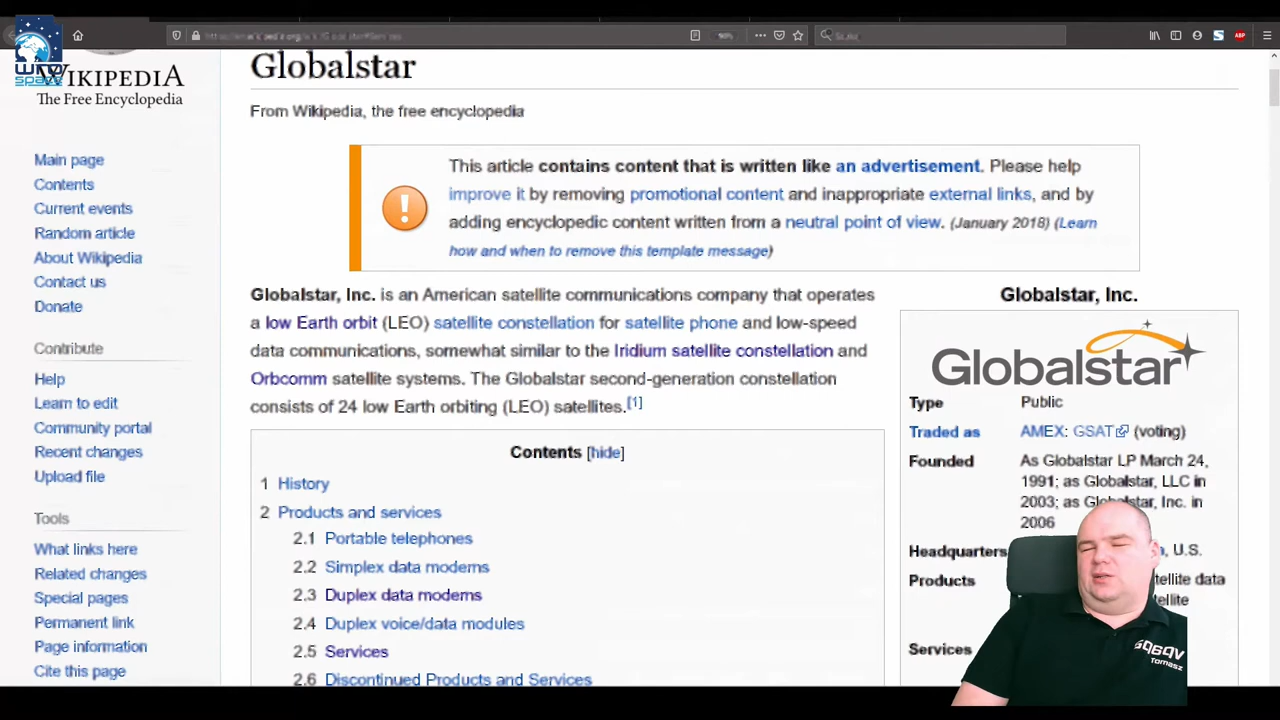 WIKIPEDIA
The Free Encyclopedia
Main page
Contents
Current events
Random article
About Wikipedia
Contact us
Donate
Contribute
Help
Learn to edit
Community portal
Recent changes
Upload file
Tools
What links here
Related changes
Special pages
Permanent link
Page information
Cite this page
Globalstar
From Wikipedia, the free encyclopedia
This article contains content that is written like an advertisement. Please help
improve it by removing promotional content and inappropriate external links, and by
adding encyclopedic content written from a neutral point of view. (January 2018) (Learn
how and when to remove this template message)
Globalstar, Inc. is an American satellite communications company that operates
a low Earth orbit (LEO) satellite constellation for satellite phone and low-speed
data communications, somewhat similar to the Iridium satellite constellation and
Orbcomm satellite systems. The Globalstar second-generation constellation
consists of 24 low Earth orbiting (LEO) satellites.[1]
Contents [hide]
1 History
2 Products and services
2.1 Portable telephones
2.2 Simplex data modems
2.3 Duplex data modems
2.4 Duplex voice/data modules
2.5 Services
2.6 Discontinued Products and Services
Globalstar, Inc.
Globalstar
Type Public
Traded as AMEX: GSAT (voting)
Founded As Globalstar LP March 24,
1991; as Globalstar, LLC in
2003; as Globalstar, Inc. in
2006
Headquarters U.S.
Products data
Services
90%
ABP
Tomasz